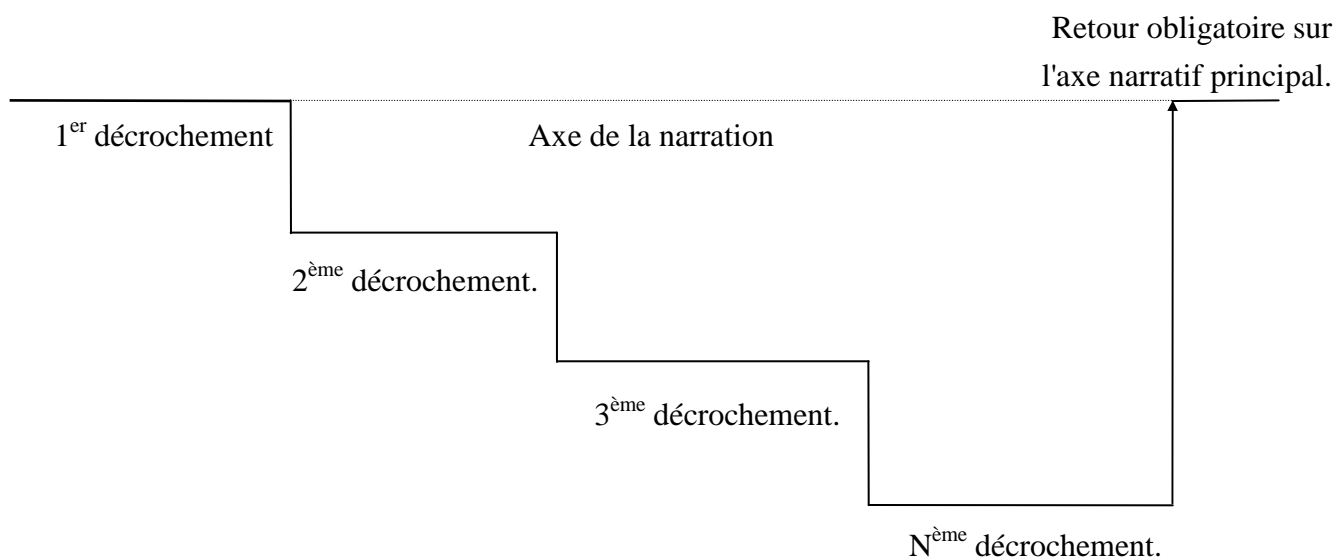 Retour obligatoire sur
l'axe narratif principal.
1er décrochement
Axe de la narration
2ème décrochement.
3ème décrochement.
Nème décrochement.